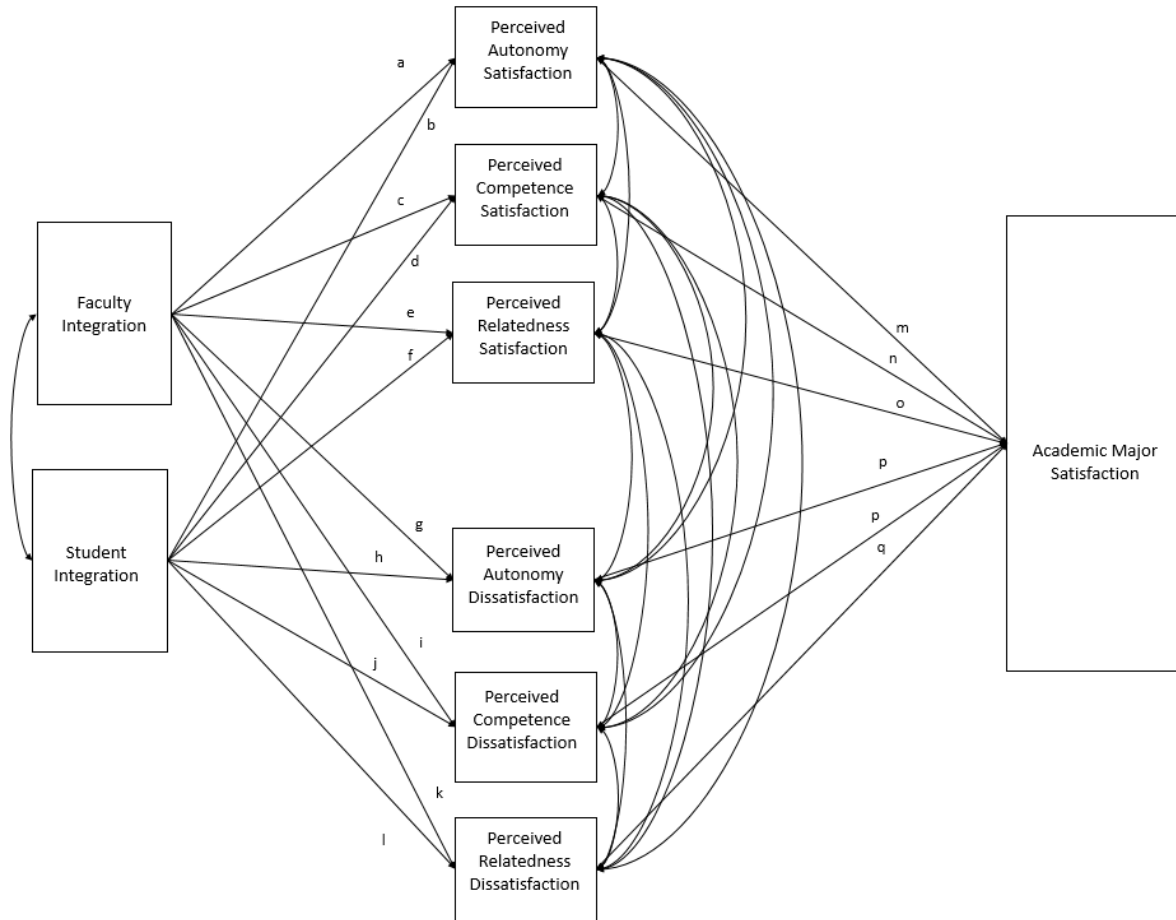 Perceived
Autonomy
Satisfaction
a
b
Perceived
Competence
Satisfaction
c
d
Faculty
Integration
Perceived
Relatedness
Satisfaction
e
f
m
n
o
Academic Major
Satisfaction
p
p
q
Student
Integration
g
h
Perceived
Autonomy
Dissatisfaction
i
j
Perceived
Competence
Dissatisfaction
k
l
Perceived
Relatedness
Dissatisfaction